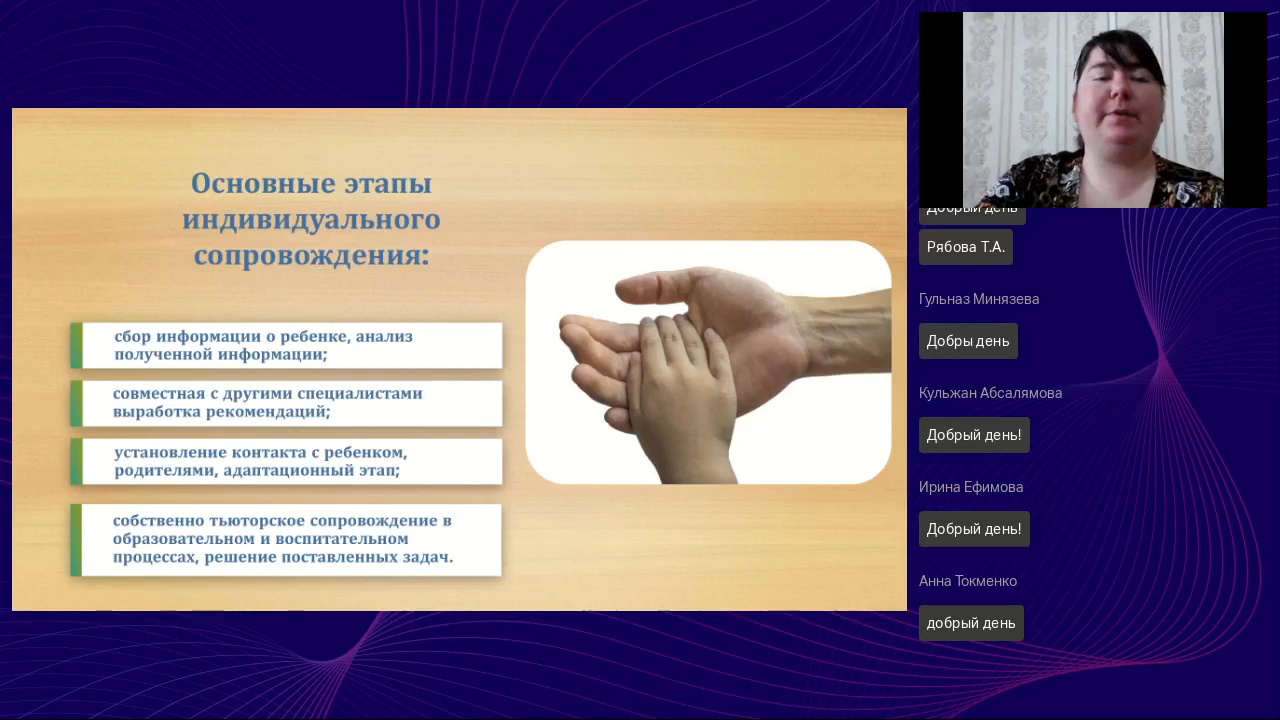 Основные этапы
индивидуального
сопровождения:
сбор информации о ребенке, анализ
полученной информации;
совместная с другими специалистами
выработка рекомендаций;
установление контакта с ребенком,
родителями, адаптационный этап;
собственно тьюторское сопровождение в
образовательном и воспитательном
процессах, решение поставленных задач.
Добрый день
Рябова Т.А.
Гульназ Минязева
Добры день
Кульжан Абсалямова
Добрый день!
Ирина Ефимова
Добрый день!
Анна Токменко
добрый день